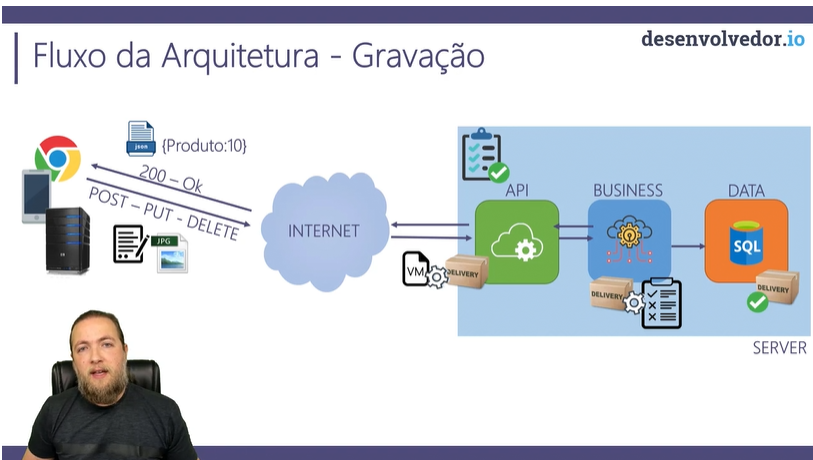 desenvolvedor.io
Fluxo da Arquitetura - Gravação
json
{Produto:10}
200 – Ok
POST – PUT - DELETE
JPG
INTERNET
API
BUSINESS
DATA
SQL
VM
DELIVERY
DELIVERY
DELIVERY
SERVER